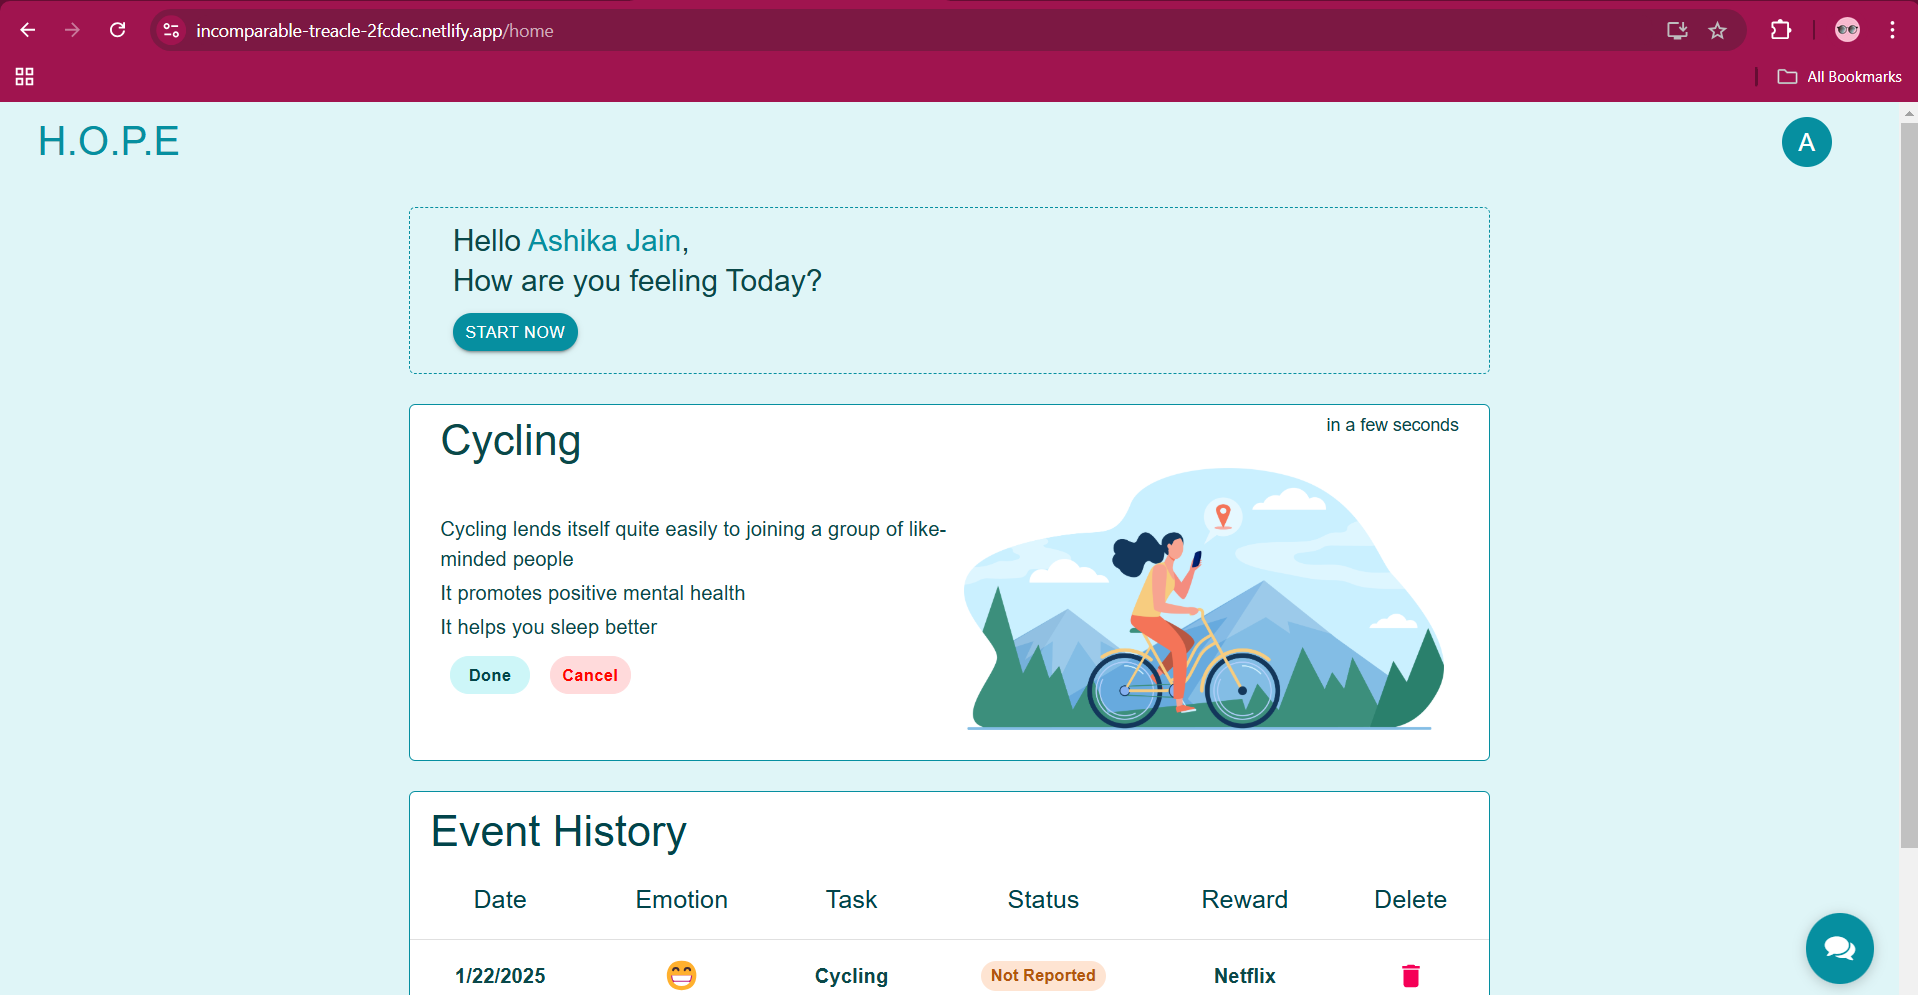 incomparable-treacle-2fcdec.netlify.app/home
All Bookmarks
H.O.P.E
A
Hello Ashika Jain,
How are you feeling Today?
START NOW
Cycling
in a few seconds
Cycling lends itself quite easily to joining a group of like-
minded people
It promotes positive mental health
It helps you sleep better
Done Cancel
Event History
Date Emotion Task Status Reward Delete
1/22/2025 Cycling Not Reported Netflix